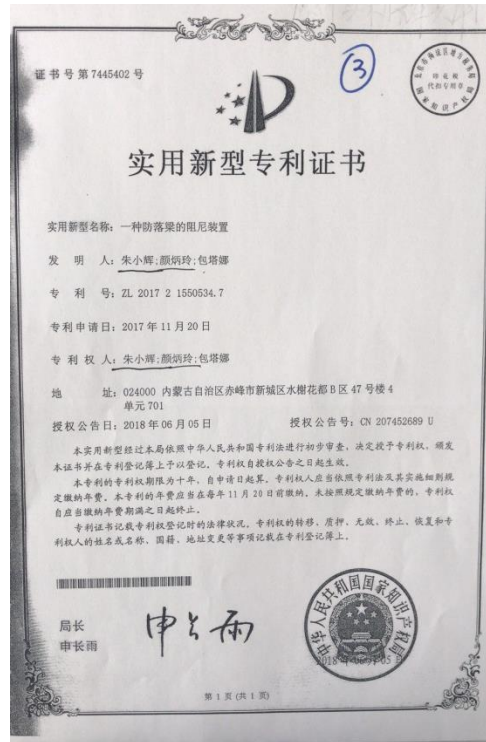 证书号第7445402号
③
实用新型专利证书
实用新型名称：一种防落梁的阻尼装置
发 明 人：朱小辉;颜炳玲;包塔娜
专 利 号：ZL 2017 2 1550534.7
专利申请日：2017年11月20日
专 利 权 人：朱小辉;颜炳玲;包塔娜
地 址：024000 内蒙古自治区赤峰市新城区水榭花都B区47号楼4
单元701
授权公告日：2018年06月05日 授权公告号：CN 207452689 U
本实用新型经过本局依照中华人民共和国专利法进行初步审查，决定授予专利权，颁发
本证书并在专利登记簿上予以登记。专利权自授权公告之日起生效。
本专利的专利权期限为十年，自申请日起算。专利权人应当依照专利法及其实施细则规
定缴纳年费。本专利的年费应当在每年11月20日前缴纳。未按照规定缴纳年费的，专利权
自应当缴纳年费期满之日起终止。
专利证书记载专利权登记时的法律状况。专利权的转移、质押、无效、终止、恢复和专
利权人的姓名或名称、国籍、地址变更等事项记载在专利登记簿上。
局长
申长雨
申长雨
中华人民共和国国家知识产权局
2018年06月05日
第 1 页 (共 1 页)